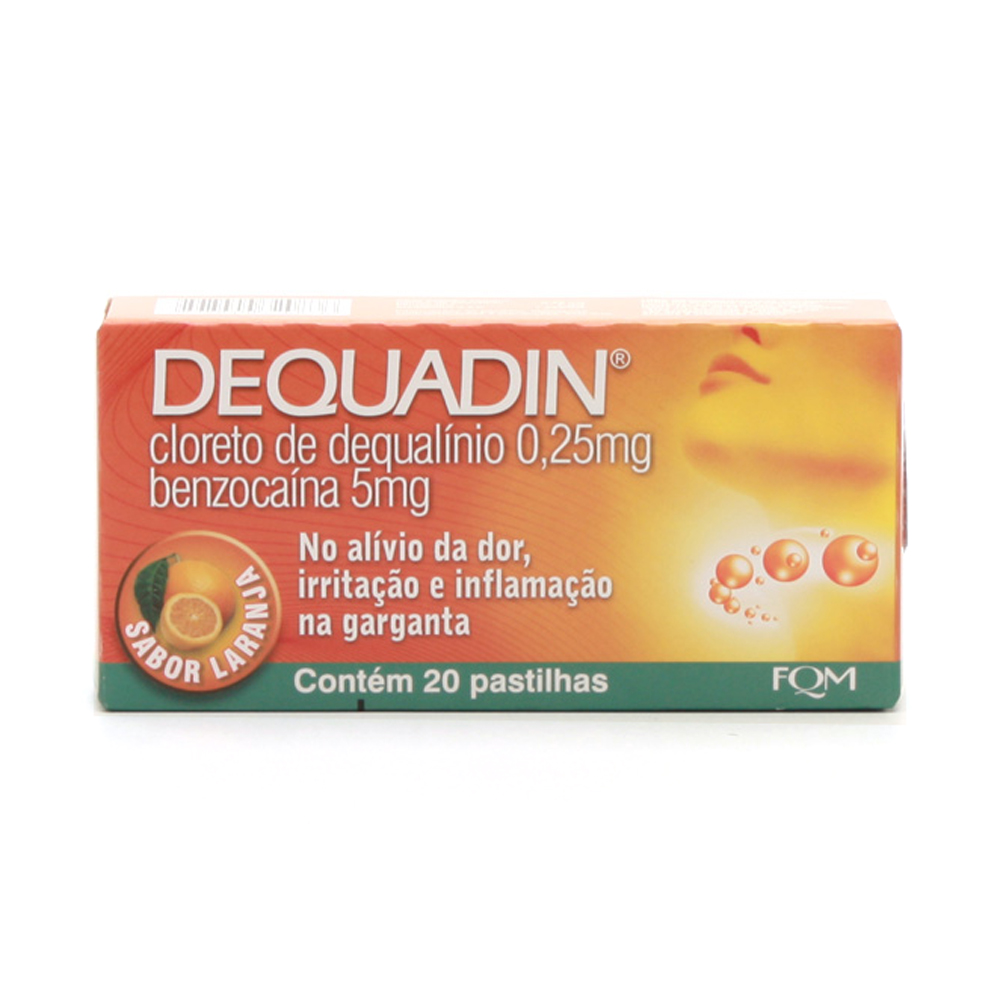 DEQUADIN®
cloreto de dequalínio 0,25mg
benzocaína 5mg
No alívio da dor,
irritação e inflamação
na garganta
SABOR LARANJA
Contém 20 pastilhas
FQM